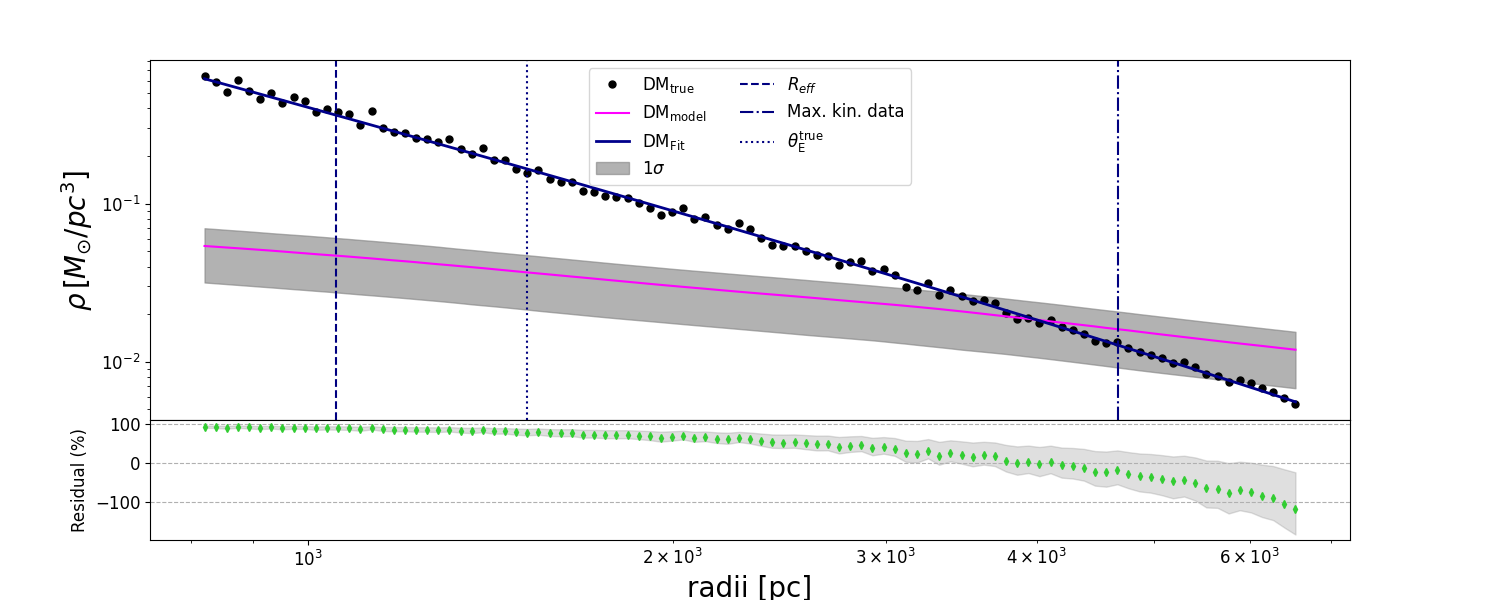 DM_true
DM_model
DM_Fit
1σ
R_eff
Max. kin. data
θ_E^true
ρ [M_⊙/pc^3]
10^−1
10^−2
Residual (%)
100
0
−100
10^3
2 × 10^3
3 × 10^3
4 × 10^3
6 × 10^3
radii [pc]